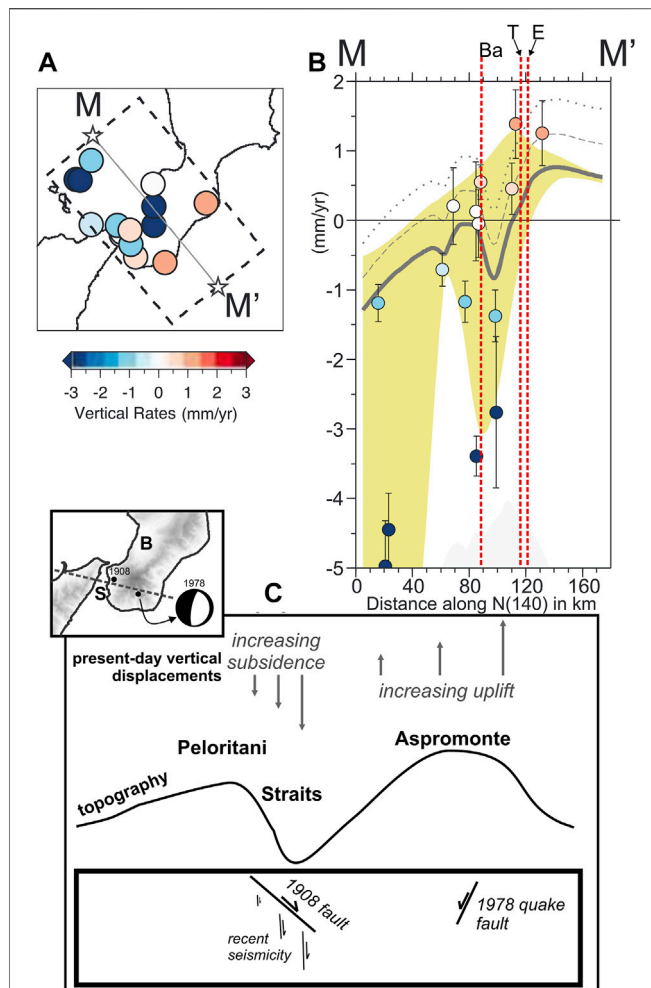 A
M
M'
-3 -2 -1 0 1 2 3
Vertical Rates (mm/yr)
B
M
Ba
T
E
M'
2
1
0
-1
-2
-3
-4
-5
(mm/yr)
0 40 80 120 160
Distance along N(140) in km
B
1908
S
1978
C
present-day vertical
displacements
increasing
subsidence
increasing uplift
Peloritani
Aspromonte
topography
Straits
1908 fault
recent
seismicity
1978 quake
fault